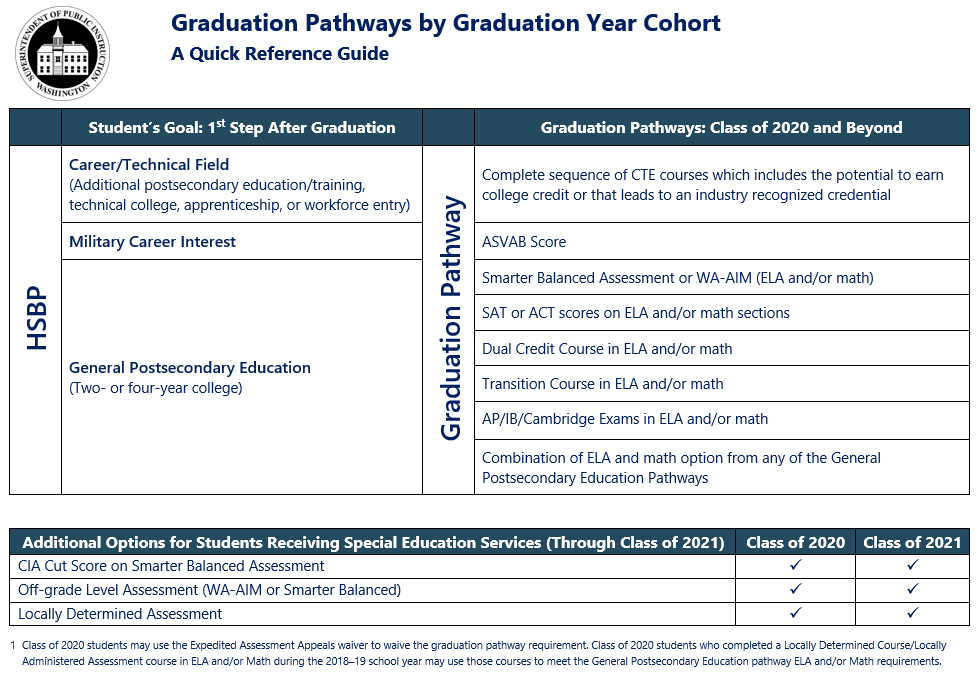 SUPERINTENDENT OF PUBLIC INSTRUCTION
WASHINGTON
Graduation Pathways by Graduation Year Cohort
A Quick Reference Guide
Student´s Goal: 1st Step After Graduation
Graduation Pathways: Class of 2020 and Beyond
HSBP
Career/Technical Field
(Additional postsecondary education/training,
technical college, apprenticeship, or workforce entry)
Military Career Interest
General Postsecondary Education
(Two- or four-year college)
Graduation Pathway
Complete sequence of CTE courses which includes the potential to earn
college credit or that leads to an industry recognized credential
ASVAB Score
Smarter Balanced Assessment or WA-AIM (ELA and/or math)
SAT or ACT scores on ELA and/or math sections
Dual Credit Course in ELA and/or math
Transition Course in ELA and/or math
AP/IB/Cambridge Exams in ELA and/or math
Combination of ELA and math option from any of the General
Postsecondary Education Pathways
Additional Options for Students Receiving Special Education Services (Through Class of 2021) Class of 2020 Class of 2021
CIA Cut Score on Smarter Balanced Assessment ✓ ✓
Off-grade Level Assessment (WA-AIM or Smarter Balanced) ✓ ✓
Locally Determined Assessment ✓ ✓
1 Class of 2020 students may use the Expedited Assessment Appeals waiver to waive the graduation pathway requirement. Class of 2020 students who completed a Locally Determined Course/Locally
Administered Assessment course in ELA and/or Math during the 2018–19 school year may use those courses to meet the General Postsecondary Education pathway ELA and/or Math requirements.